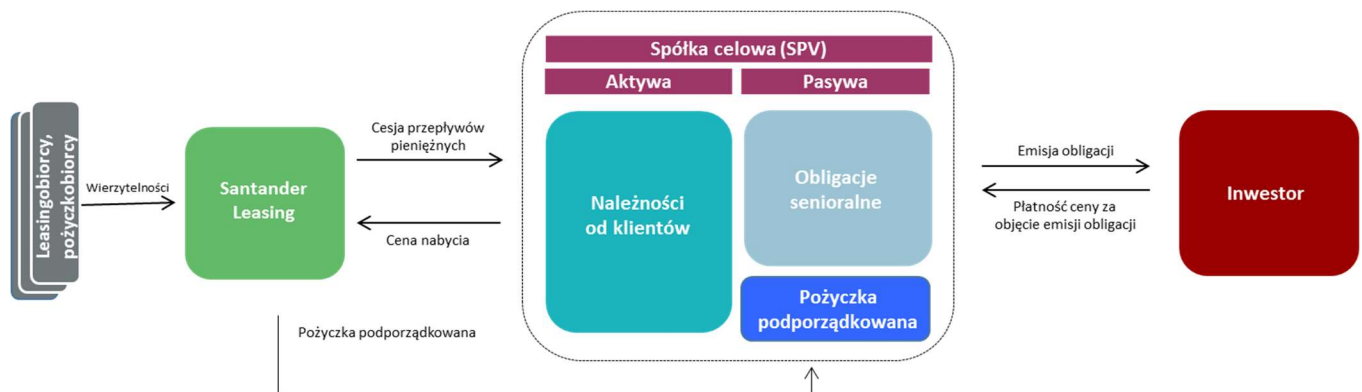 Leasingobiorcy,
pożyczkobiorcy
Wierzytelności
Santander
Leasing
Cesja przepływów
pieniężnych
Cena nabycia
Pożyczka podporządkowana
Spółka celowa (SPV)
Aktywa
Pasywa
Należności
od klientów
Obligacje
senioralne
Pożyczka
podporządkowana
Emisja obligacji
Płatność ceny za
objęcie emisji obligacji
Inwestor